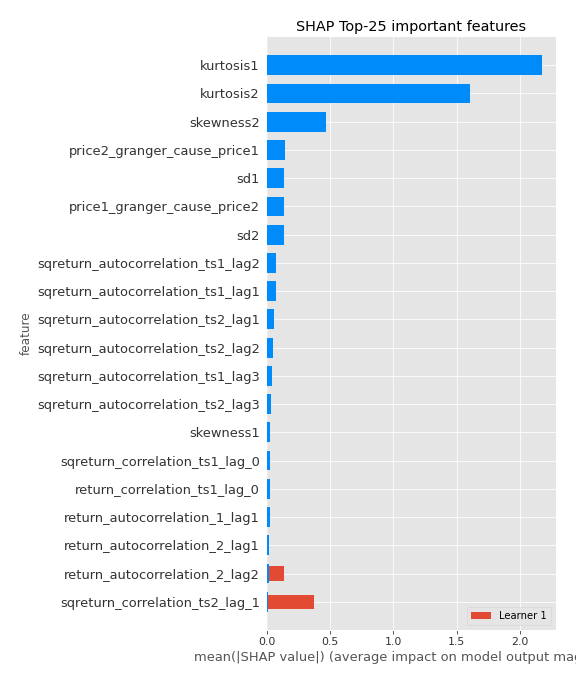 SHAP Top-25 important features
kurtosis1
kurtosis2
skewness2
price2_granger_cause_price1
sd1
price1_granger_cause_price2
sd2
sqreturn_autocorrelation_ts1_lag2
sqreturn_autocorrelation_ts1_lag1
sqreturn_autocorrelation_ts2_lag1
sqreturn_autocorrelation_ts2_lag2
sqreturn_autocorrelation_ts1_lag3
sqreturn_autocorrelation_ts2_lag3
skewness1
sqreturn_correlation_ts1_lag_0
return_correlation_ts1_lag_0
return_autocorrelation_1_lag1
return_autocorrelation_2_lag1
return_autocorrelation_2_lag2
sqreturn_correlation_ts2_lag_1
feature
Learner 1
0.0 0.5 1.0 1.5 2.0
mean(|SHAP value|) (average impact on model output mag